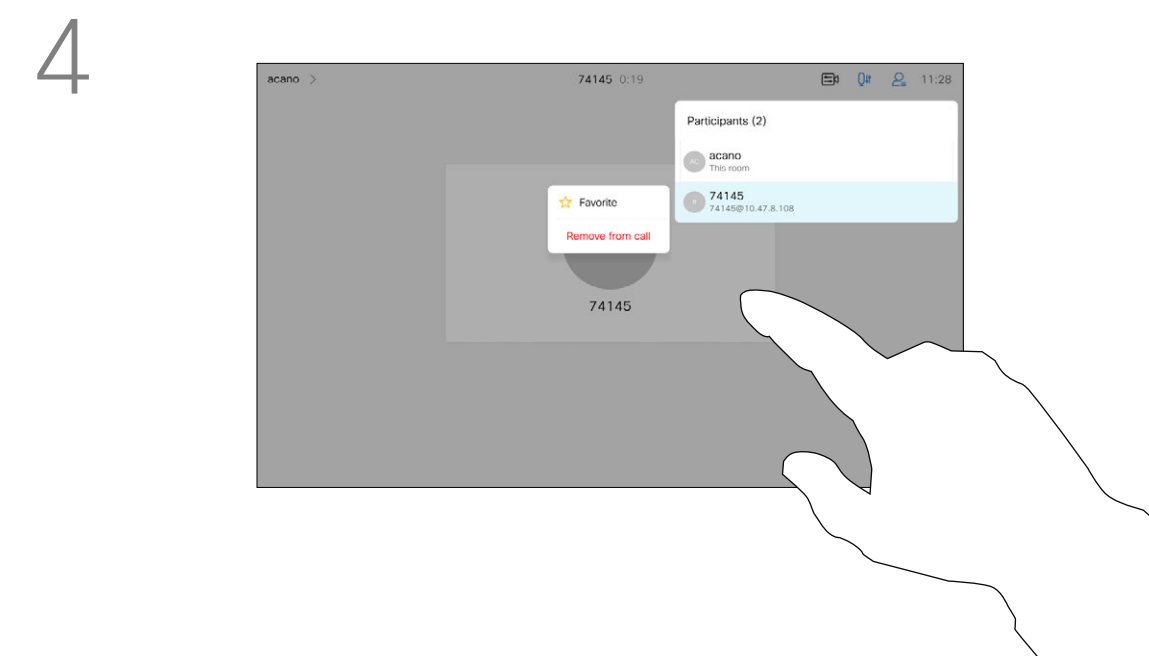 4
acano >
74145 0:19
11:28
Participants (2)
AC
acano
This room
74145
74145@10.47.8.108
Favorite
Remove from call
74145